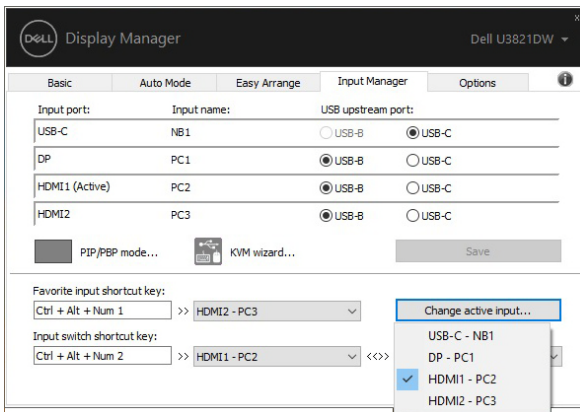 DELL Display Manager Dell U3821DW
Basic Auto Mode Easy Arrange Input Manager Options
Input port: Input name: USB upstream port:
USB-C NB1 USB-B USB-C
DP PC1 USB-B USB-C
HDMI1 (Active) PC2 USB-B USB-C
HDMI2 PC3 USB-B USB-C
PIP/PBP mode... KVM wizard... Save
Favorite input shortcut key:
Ctrl + Alt + Num 1 >> HDMI2 - PC3 Change active input...
Input switch shortcut key:
Ctrl + Alt + Num 2 >> HDMI1 - PC2 <<>>
USB-C - NB1
DP - PC1
HDMI1 - PC2
HDMI2 - PC3